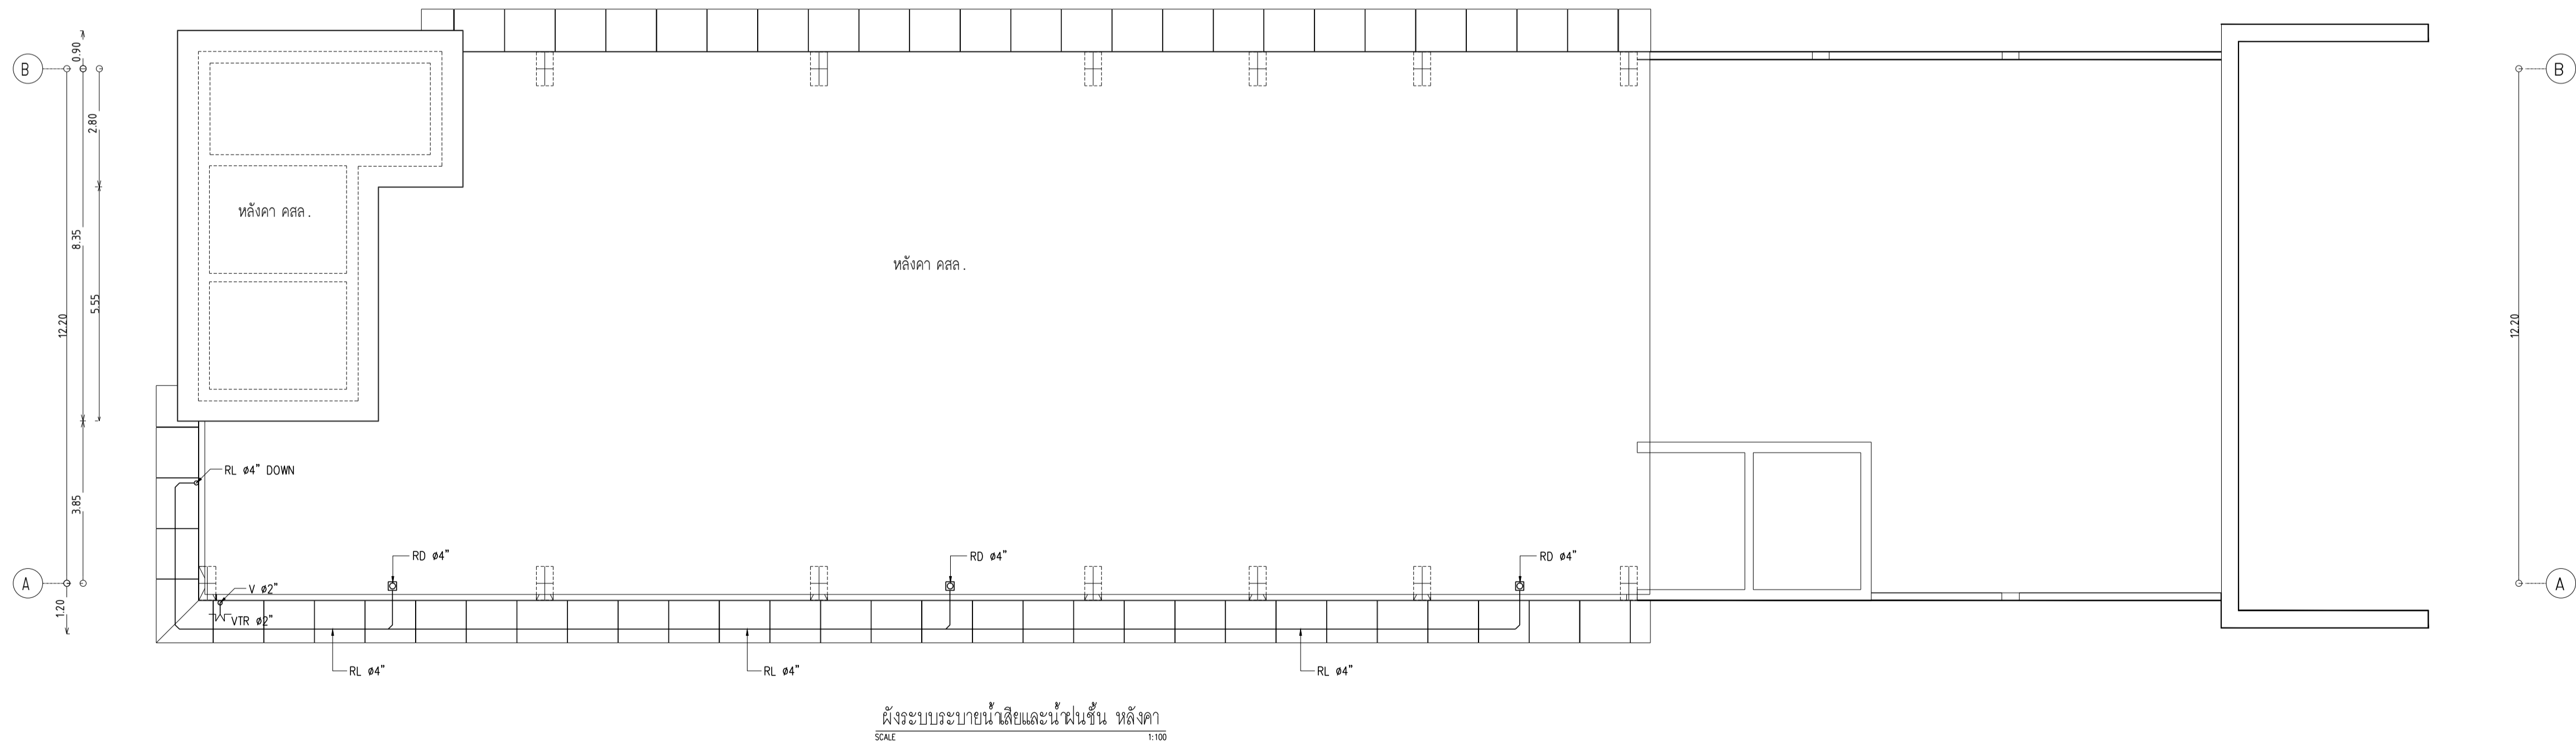 0.90
B
B
2.80
หลังคา คสล.
8.35
หลังคา คสล.
5.55
12.20
12.20
RL ø4" DOWN
3.85
RD ø4"
RD ø4"
RD ø4"
A
A
V ø2"
1.20
VTR ø2"
RL ø4"
RL ø4"
RL ø4"
ผังระบบระบายน้ำเสียและน้ำฝนชั้น หลังคา
SCALE 1:100